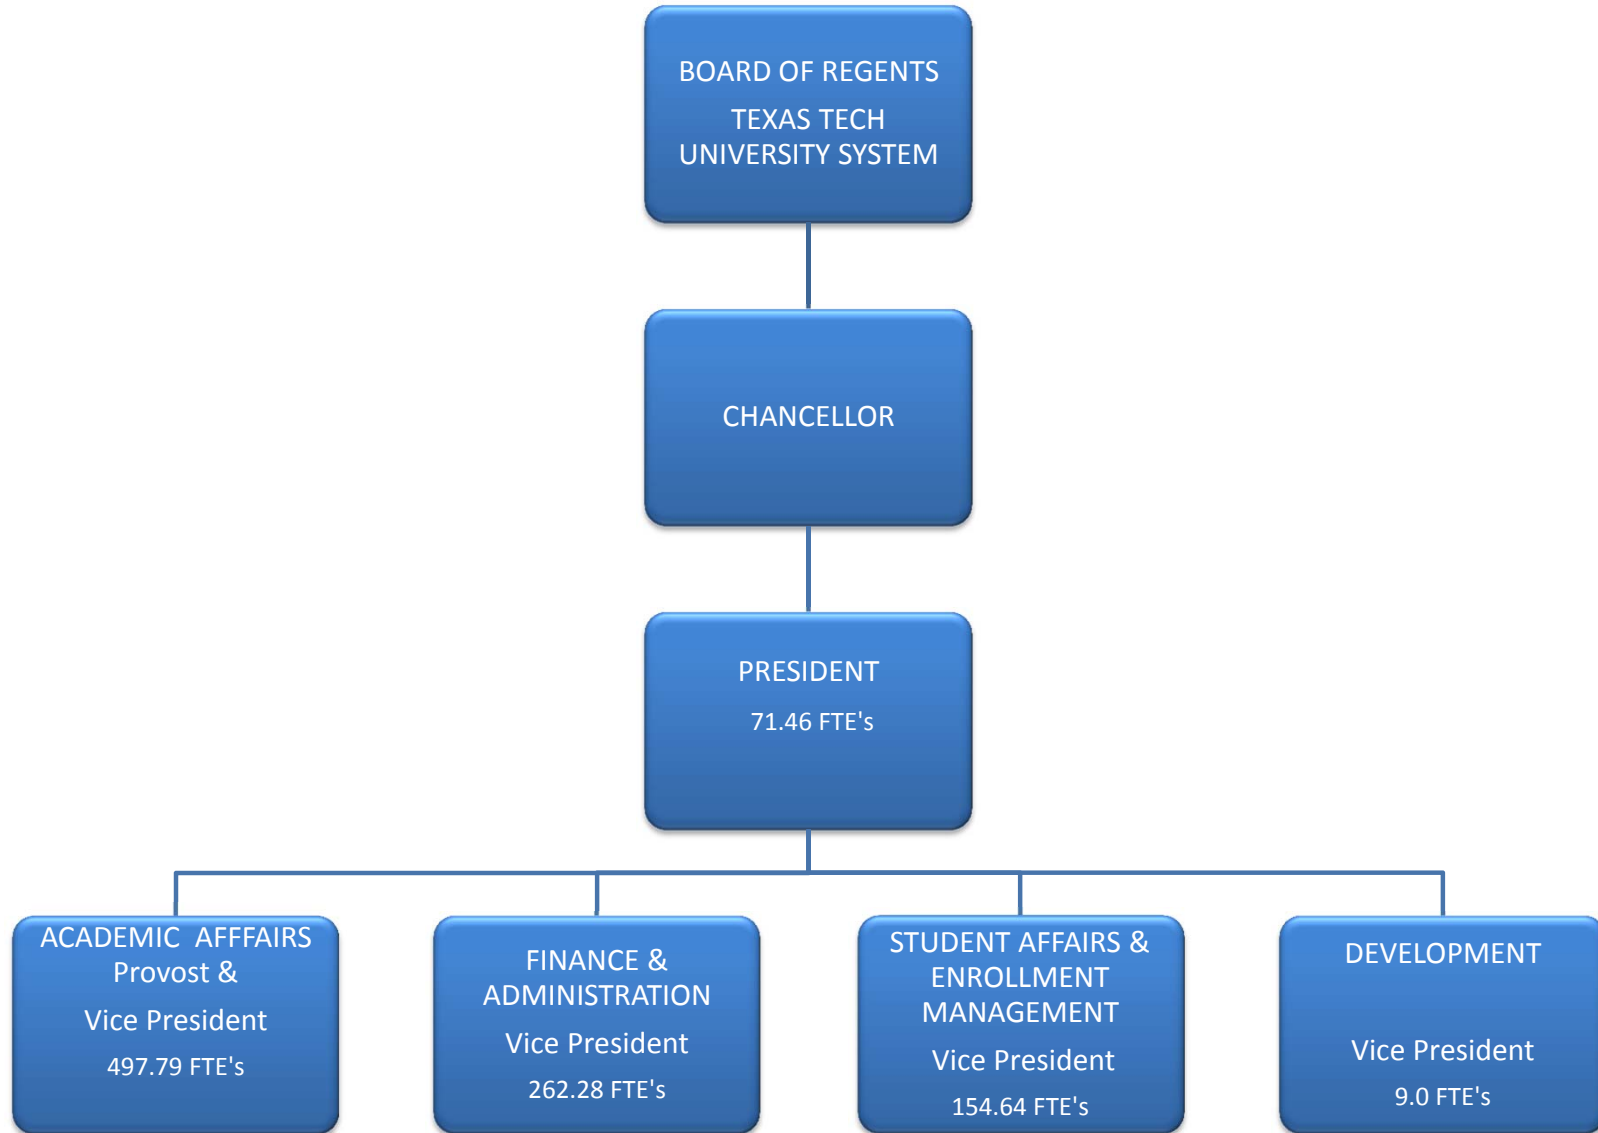 BOARD OF REGENTS
TEXAS TECH
UNIVERSITY SYSTEM
CHANCELLOR
PRESIDENT
71.46 FTE's
ACADEMIC  AFFFAIRS
Provost &
Vice President
497.79 FTE's
FINANCE &
ADMINISTRATION
Vice President
262.28 FTE's
STUDENT AFFAIRS &
ENROLLMENT
MANAGEMENT
Vice President
154.64 FTE's
DEVELOPMENT
Vice President
9.0 FTE's